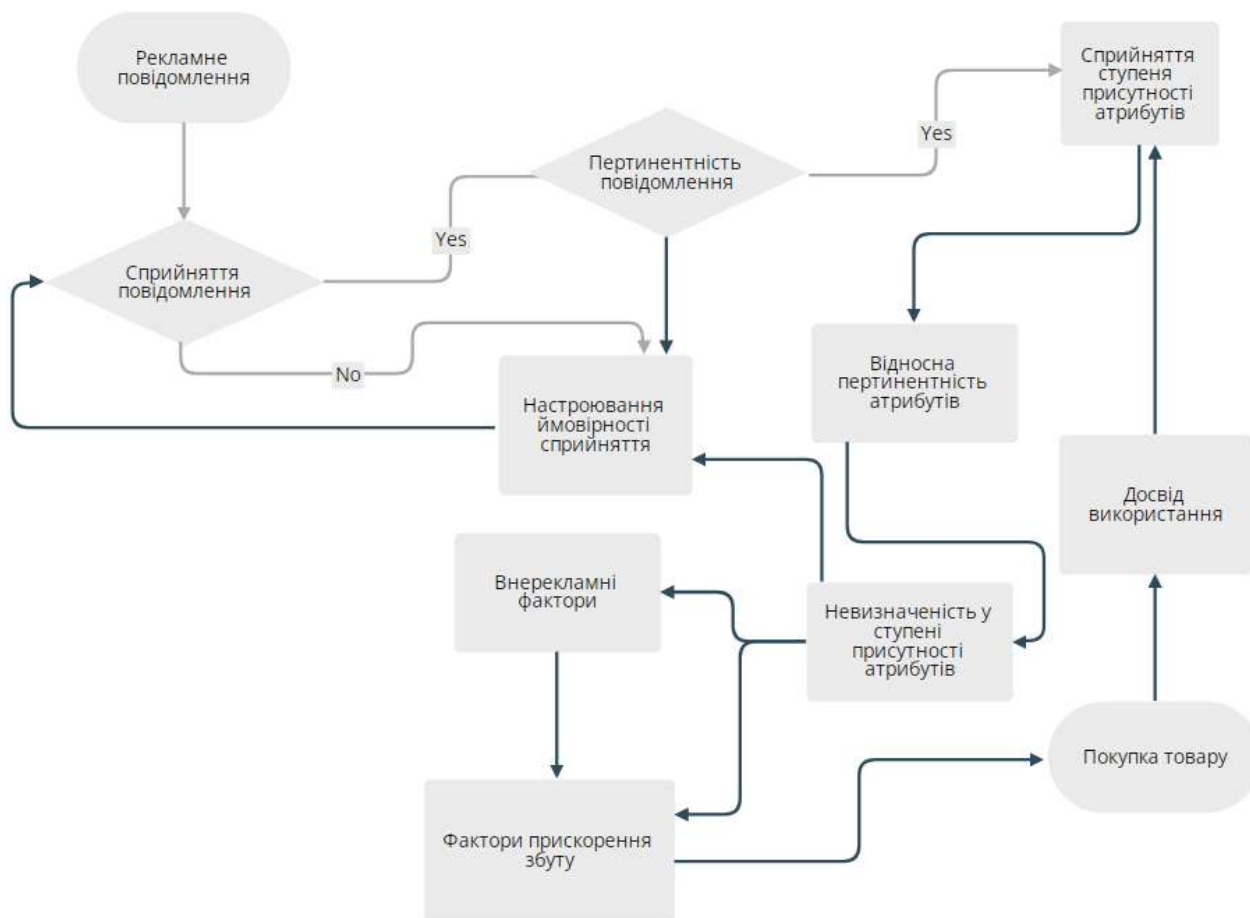 Рекламне
повідомлення
Сприйняття
ступеня
присутності
атрибутів
Yes
Пертинентність
повідомлення
Yes
Сприйняття
повідомлення
No
Настроювання
ймовірності
сприйняття
Відносна
пертинентність
атрибутів
Досвід
використання
Внерекламні
фактори
Невизначеність у
ступені
присутності
атрибутів
Покупка товару
Фактори прискорення
збуту